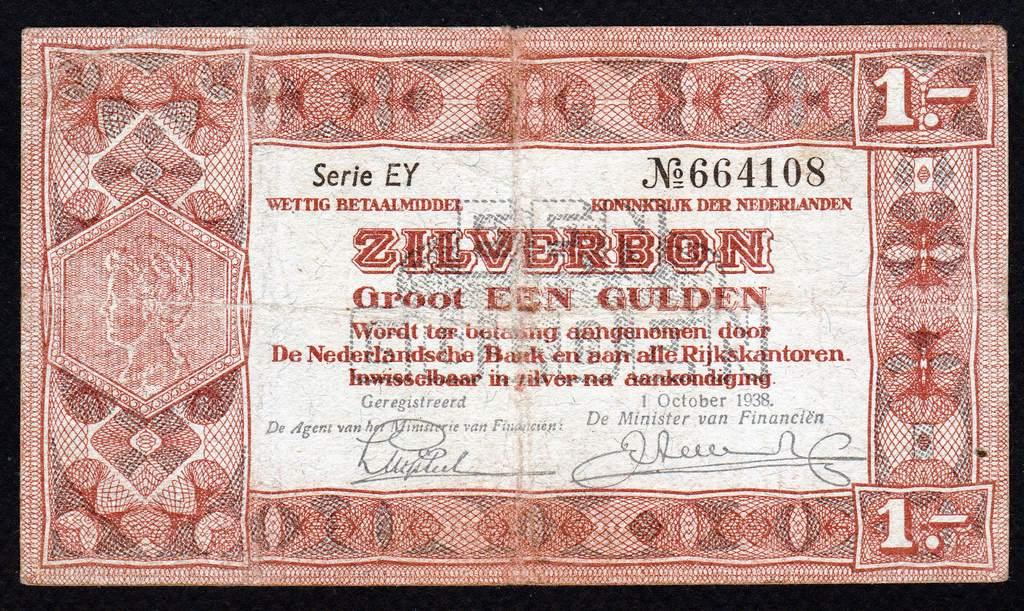 1.-
Serie EY № 664108
WETTIG BETAALMIDDEL KONINKRIJK DER NEDERLANDEN
ZILVERBON
Groot EEN GULDEN
Wordt ter betaling aangenomen door
De Nederlandsche Bank en aan alle Rijkskantoren.
Inwisselbaar in zilver na aankondiging.
Geregistreerd 1 October 1938.
De Agent van het Ministerie van Financiën: De Minister van Financiën
1.-